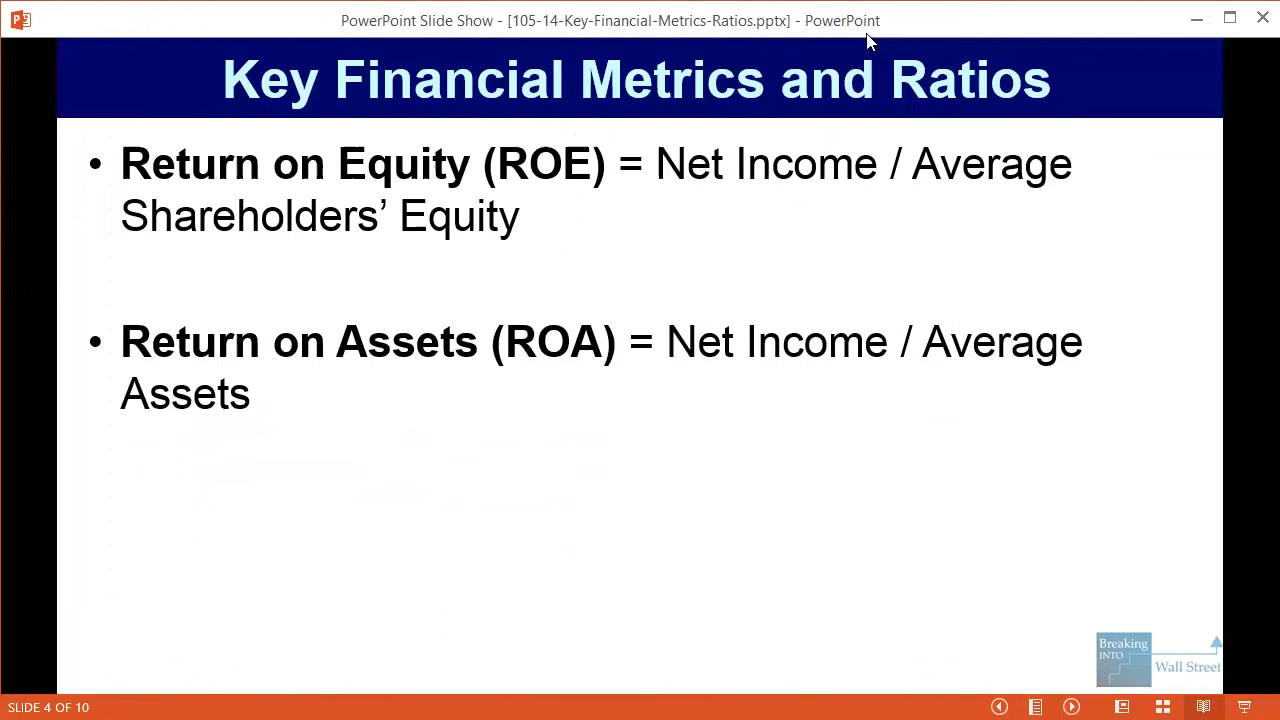 PowerPoint Slide Show - [105-14-Key-Financial-Metrics-Ratios.pptx] - PowerPoint
Key Financial Metrics and Ratios
• Return on Equity (ROE) = Net Income / Average
Shareholders’ Equity
• Return on Assets (ROA) = Net Income / Average
Assets
Breaking
INTO
Wall Street
SLIDE 4 OF 10